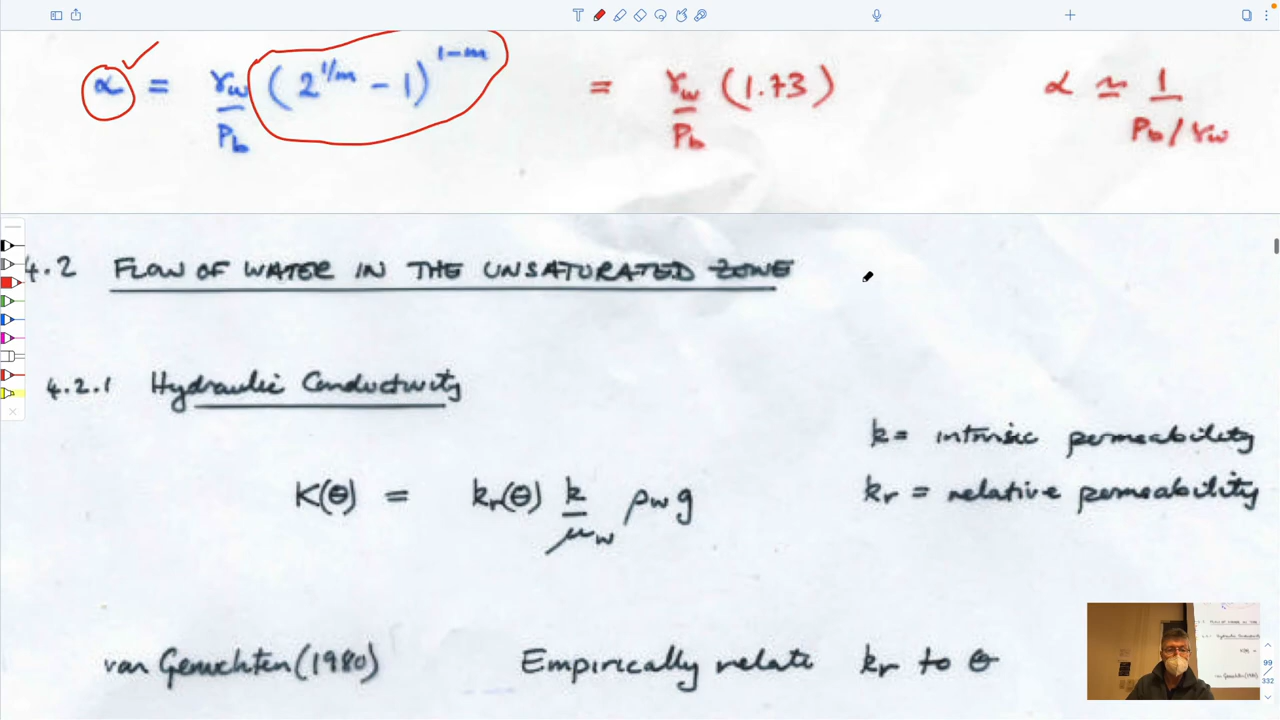 α = γw/Pb (2^1/m − 1)^1−m = γw/Pb (1.73) α ≃ 1/Pb/γw
4.2 FLOW OF WATER IN THE UNSATURATED ZONE
4.2.1 Hydraulic Conductivity
k = intrinsic permeability
K(θ) = kr(θ) k/μw ρw g
kr = relative permeability
van Genuchten (1980) Empirically relate kr to θ
99
332